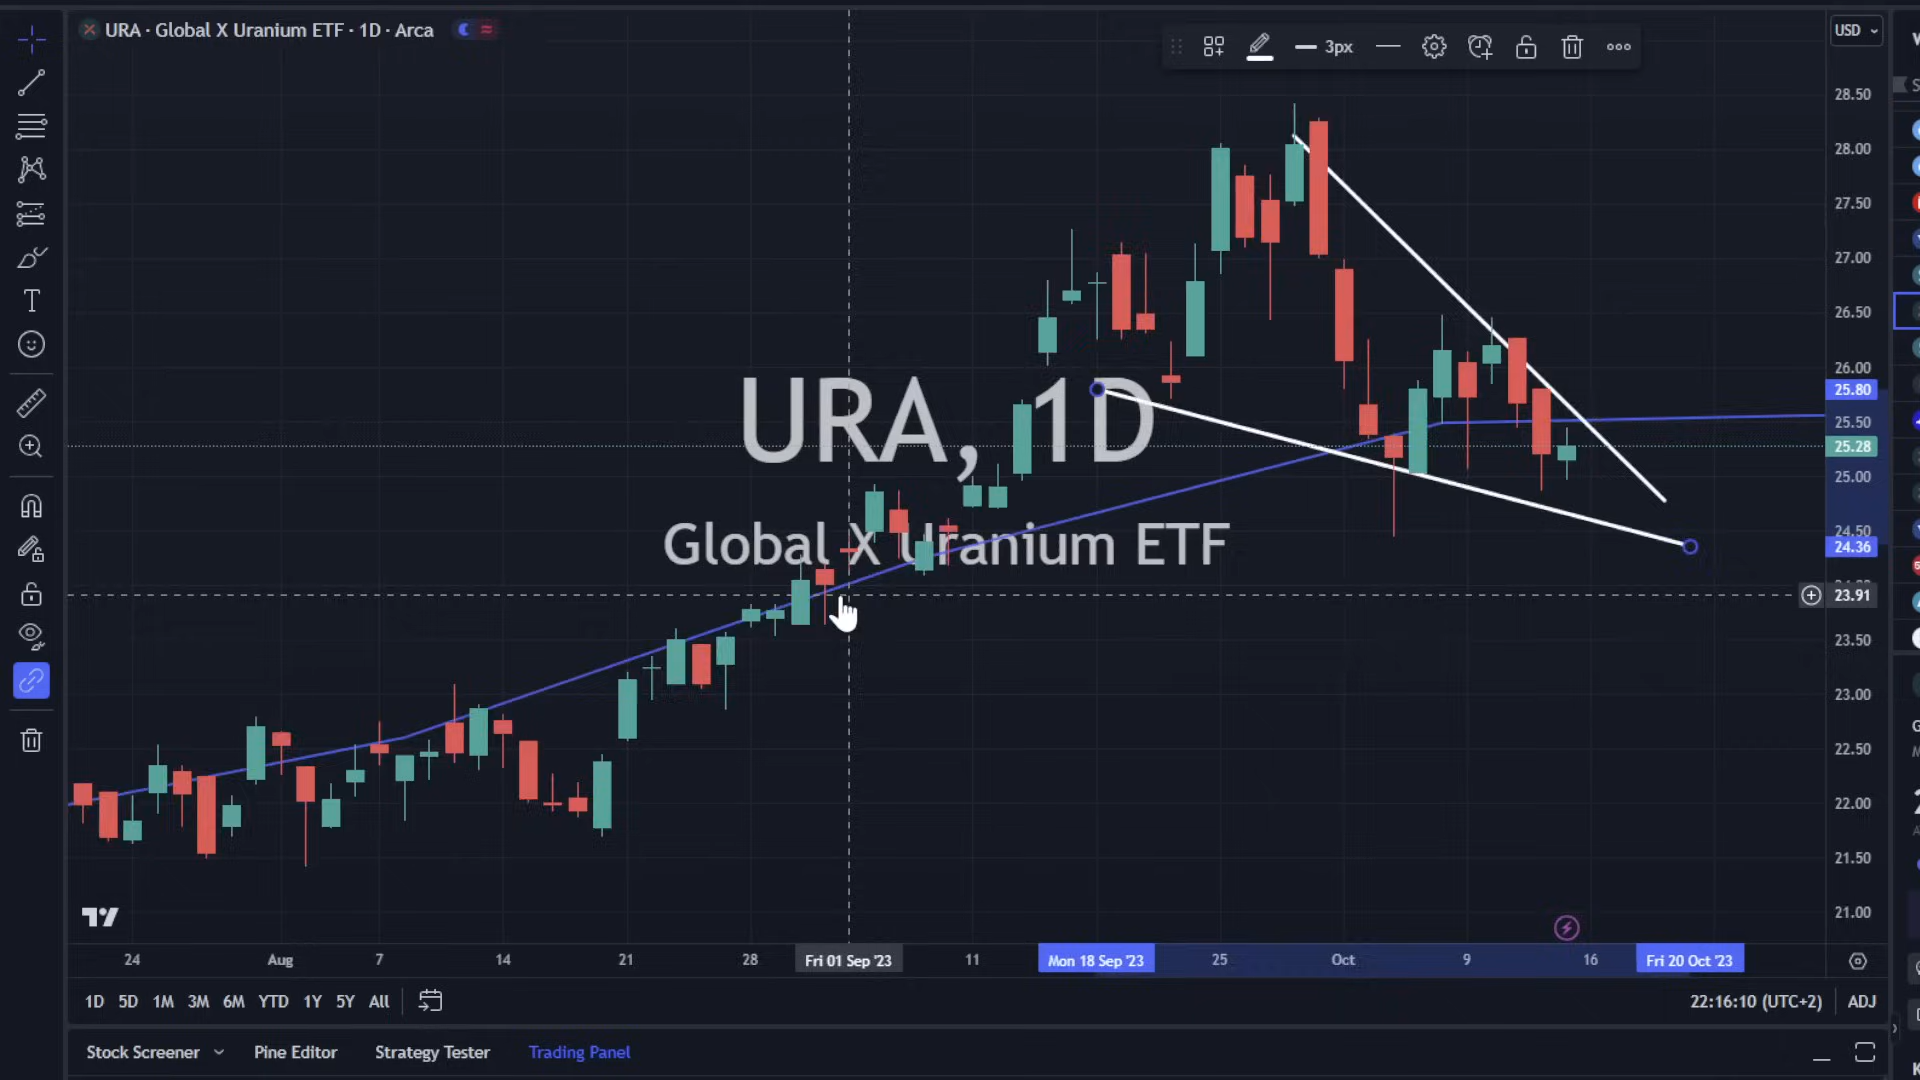 URA · Global X Uranium ETF · 1D · Arca
3px
USD
28.50
28.00
27.50
27.00
26.50
26.00
25.80
25.50
25.28
25.00
24.50
24.36
23.91
23.50
23.00
22.50
22.00
21.50
21.00
URA, 1D
Global X Uranium ETF
24
Aug
7
14
21
28
Fri 01 Sep '23
11
Mon 18 Sep '23
25
Oct
9
16
Fri 20 Oct '23
1D 5D 1M 3M 6M YTD 1Y 5Y All
22:16:10 (UTC+2)
ADJ
Stock Screener
Pine Editor
Strategy Tester
Trading Panel